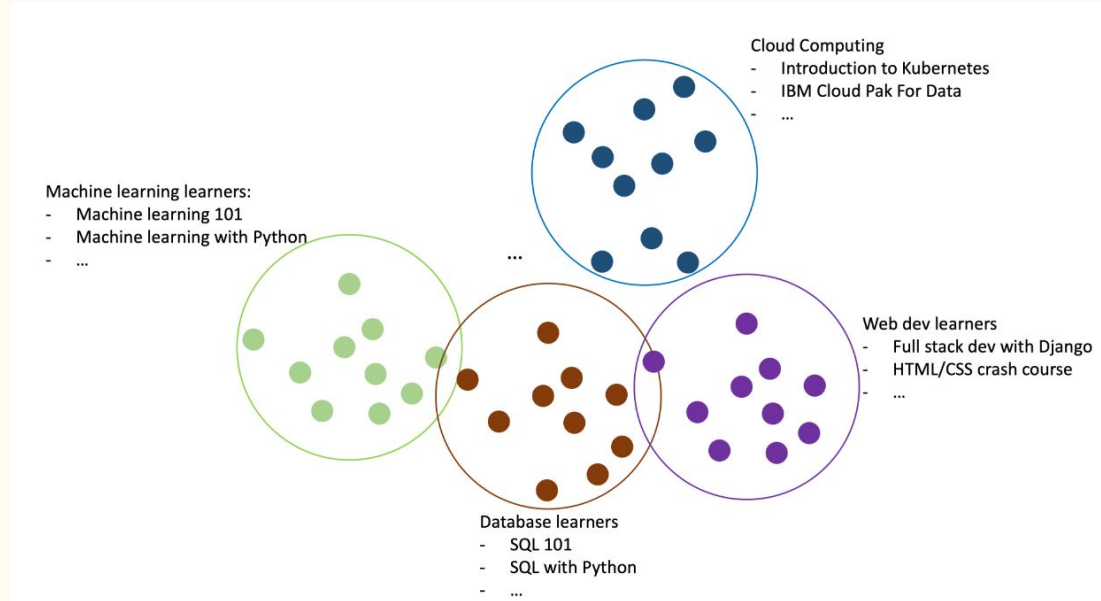 Cloud Computing
- Introduction to Kubernetes
- IBM Cloud Pak For Data
- ...
Machine learning learners:
- Machine learning 101
- Machine learning with Python
- ...
...
Web dev learners
- Full stack dev with Django
- HTML/CSS crash course
- ...
Database learners
- SQL 101
- SQL with Python
- ...